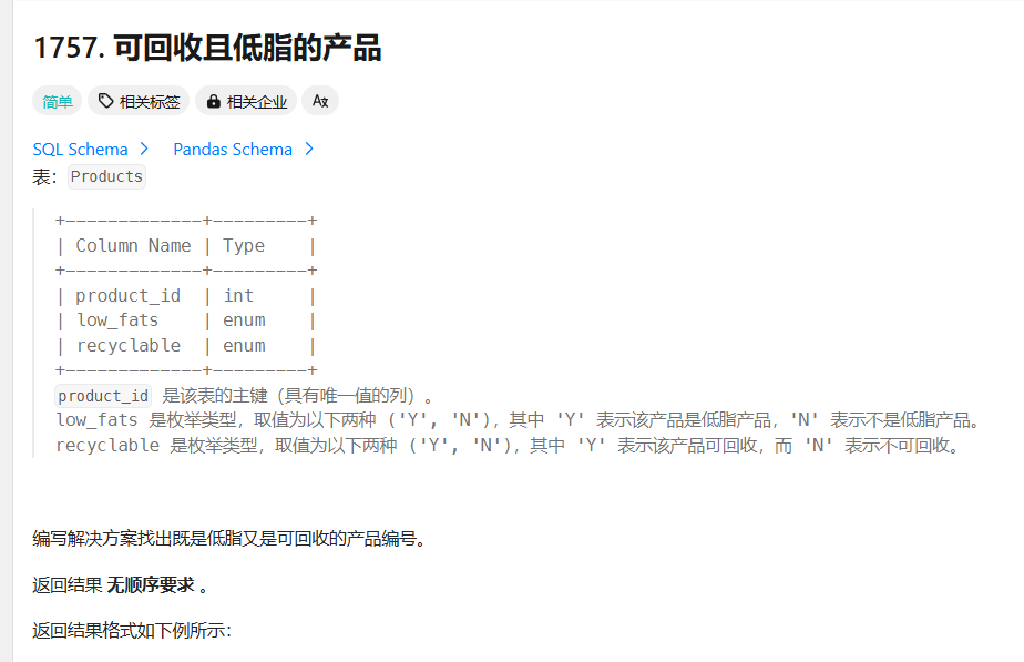 1757. 可回收且低脂的产品
简单 相关标签 相关企业
SQL Schema > Pandas Schema >
表：Products
+-------------+---------+
| Column Name | Type    |
+-------------+---------+
| product_id  | int     |
| low_fats    | enum    |
| recyclable  | enum    |
+-------------+---------+
product_id 是该表的主键（具有唯一值的列）。
low_fats 是枚举类型，取值为以下两种 ('Y', 'N')，其中 'Y' 表示该产品是低脂产品，'N' 表示不是低脂产品。
recyclable 是枚举类型，取值为以下两种 ('Y', 'N')，其中 'Y' 表示该产品可回收，而 'N' 表示不可回收。
编写解决方案找出既是低脂又是可回收的产品编号。
返回结果 无顺序要求 。
返回结果格式如下例所示：